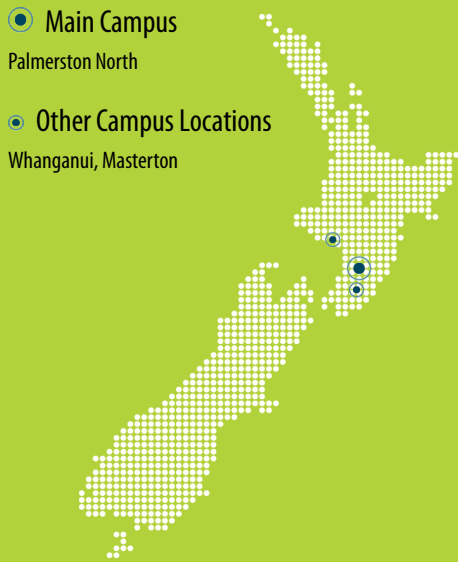 Main Campus
Palmerston North
Other Campus Locations
Whanganui, Masterton